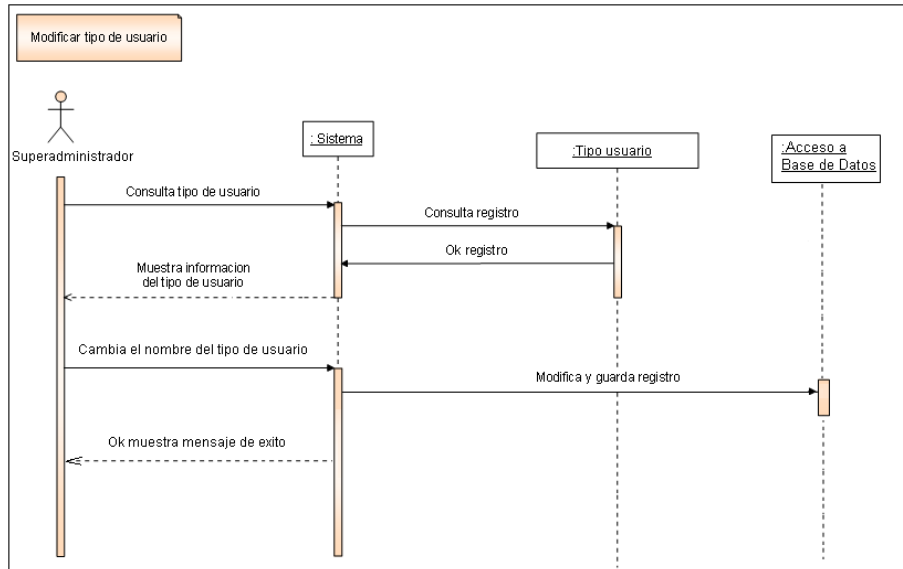 Modificar tipo de usuario
Superadministrador
: Sistema
:Tipo usuario
:Acceso a
Base de Datos
Consulta tipo de usuario
Consulta registro
Ok registro
Muestra informacion
del tipo de usuario
Cambia el nombre del tipo de usuario
Modifica y guarda registro
Ok muestra mensaje de exito